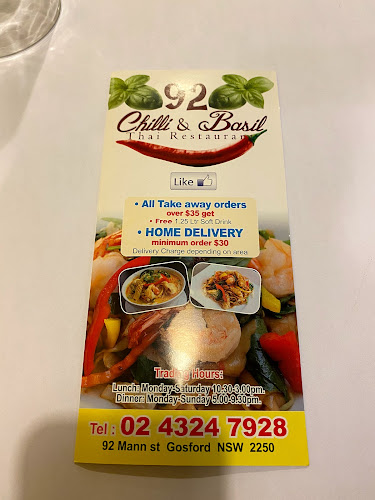 92
Chilli & Basil
Thai Restaurant
Like
• All Take away orders
over $35 get
• Free 1.25 Ltr Soft Drink
• HOME DELIVERY
minimum order $30
Delivery Charge depending on area
Trading Hours:
Lunch: Monday-Saturday 10:30-3.00pm.
Dinner: Monday-Sunday 5.00-9.30pm.
Tel : 02 4324 7928
92 Mann st Gosford NSW 2250